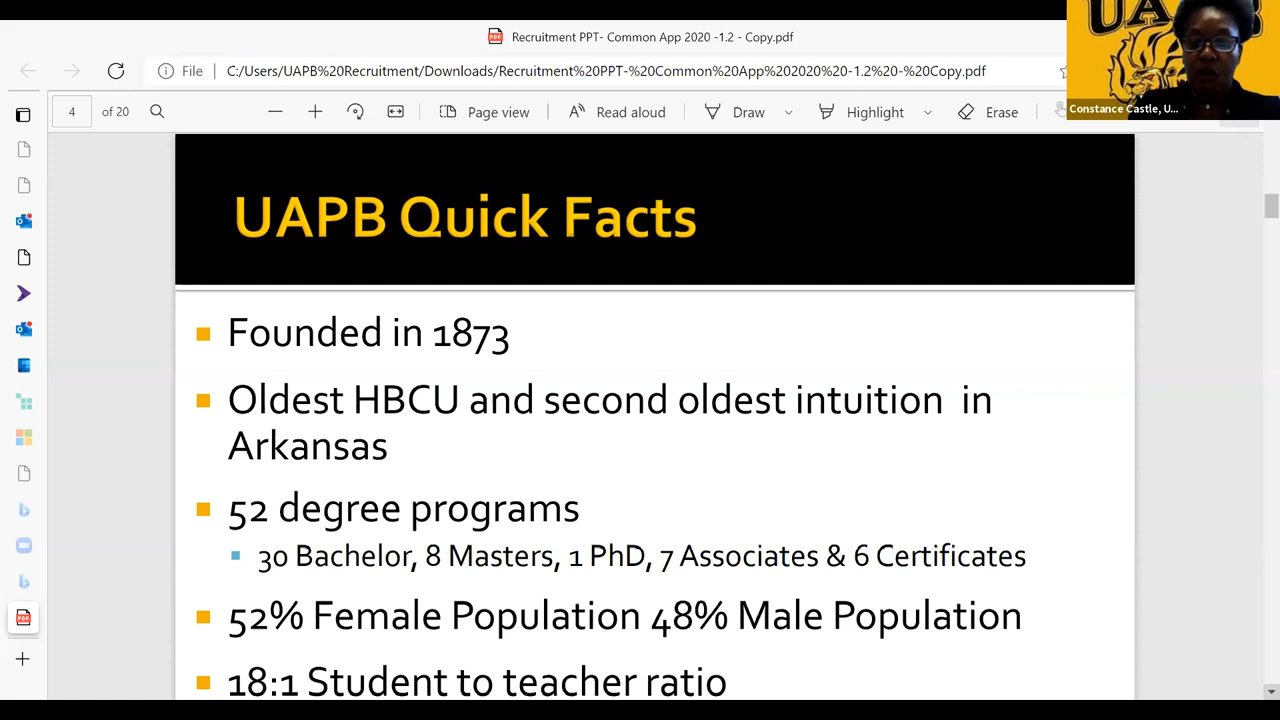 Recruitment PPT- Common App 2020 -1.2 - Copy.pdf
UAPB
File C:/Users/UAPB%20Recruitment/Downloads/Recruitment%20PPT-%20Common%20App%202020%20-1.2%20-%20Copy.pdf
Constance Castle, U...
4 of 20 Page view Read aloud Draw Highlight Erase
UAPB Quick Facts
Founded in 1873
Oldest HBCU and second oldest intuition in
Arkansas
52 degree programs
30 Bachelor, 8 Masters, 1 PhD, 7 Associates & 6 Certificates
52% Female Population 48% Male Population
18:1 Student to teacher ratio